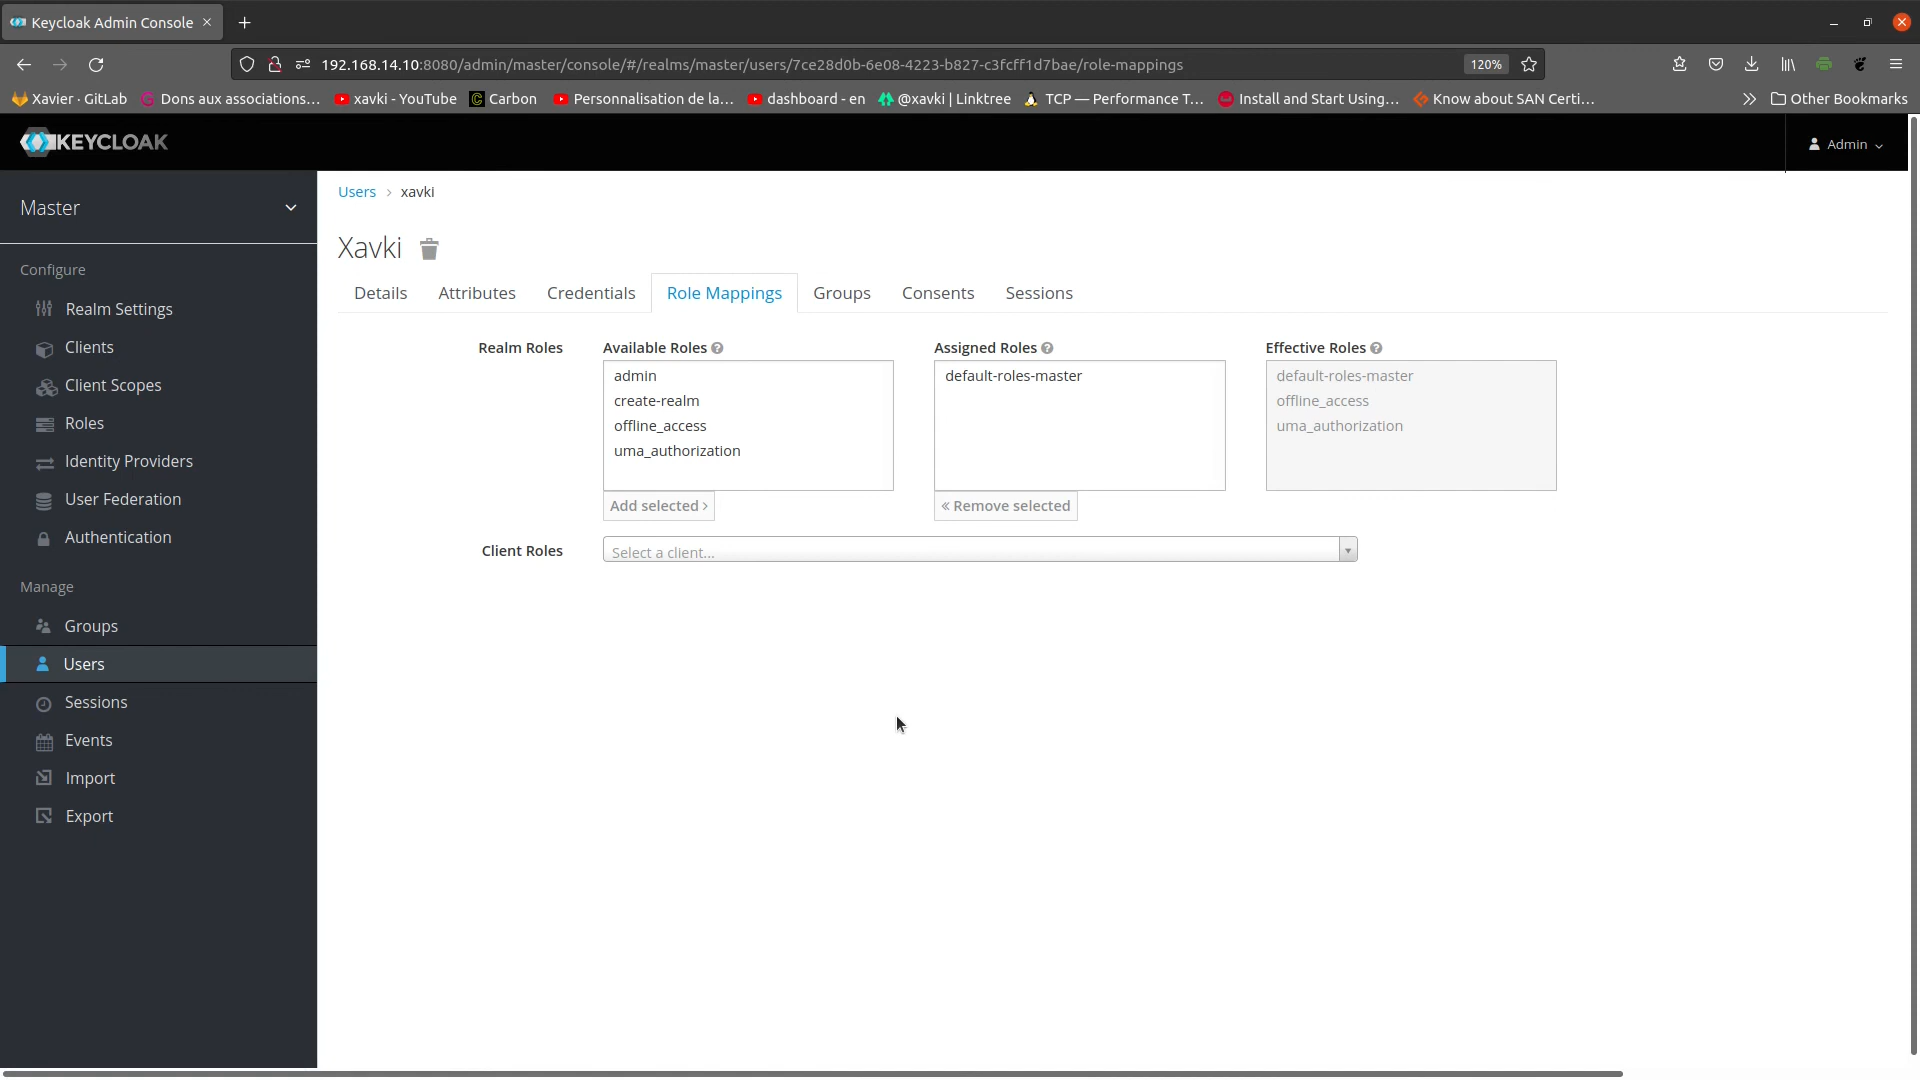 Keycloak Admin Console
192.168.14.10:8080/admin/master/console/#/realms/master/users/7ce28d0b-6e08-4223-b827-c3fcff1d7bae/role-mappings 120%
Xavier · GitLab Dons aux associations... xavki - YouTube Carbon Personnalisation de la... dashboard - en @xavki | Linktree TCP — Performance T... Install and Start Using... Know about SAN Certi... Other Bookmarks
KEYCLOAK Admin
Master
Configure
Realm Settings
Clients
Client Scopes
Roles
Identity Providers
User Federation
Authentication
Manage
Groups
Users
Sessions
Events
Import
Export
Users > xavki
Xavki
Details Attributes Credentials Role Mappings Groups Consents Sessions
Realm Roles
Available Roles
admin
create-realm
offline_access
uma_authorization
Add selected >
Assigned Roles
default-roles-master
« Remove selected
Effective Roles
default-roles-master
offline_access
uma_authorization
Client Roles Select a client...